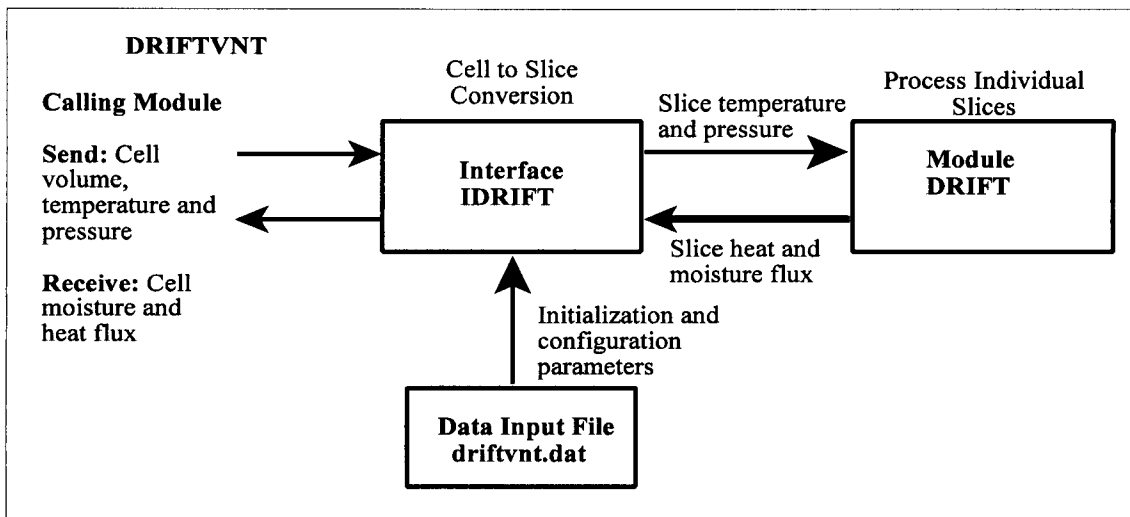 DRIFTVNT
Calling Module
Send: Cell
volume,
temperature and
pressure
Receive: Cell
moisture and
heat flux
Cell to Slice
Conversion
Interface
IDRIFT
Slice temperature
and pressure
Slice heat and
moisture flux
Process Individual
Slices
Module
DRIFT
Initialization and
configuration
parameters
Data Input File
driftvnt.dat